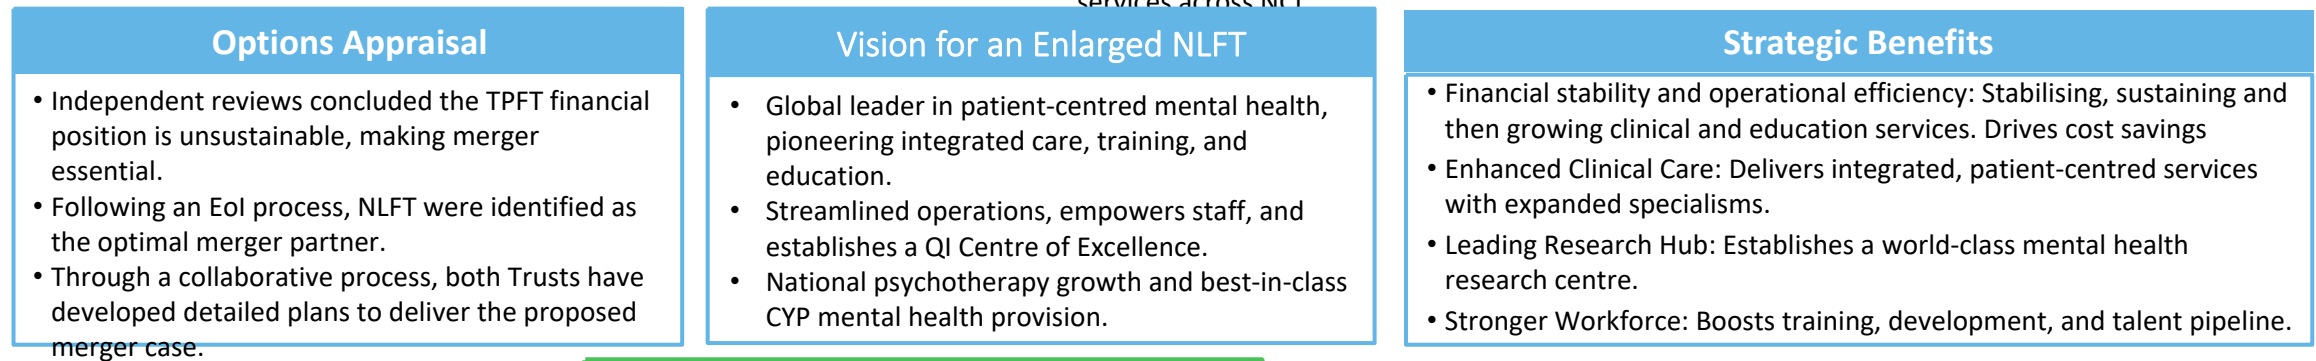 services across NCL
Options Appraisal
• Independent reviews concluded the TPFT financial
position is unsustainable, making merger
essential.
• Following an EoI process, NLFT were identified as
the optimal merger partner.
• Through a collaborative process, both Trusts have
developed detailed plans to deliver the proposed
merger case.
Vision for an Enlarged NLFT
• Global leader in patient-centred mental health,
pioneering integrated care, training, and
education.
• Streamlined operations, empowers staff, and
establishes a QI Centre of Excellence.
• National psychotherapy growth and best-in-class
CYP mental health provision.
Strategic Benefits
• Financial stability and operational efficiency: Stabilising, sustaining and
then growing clinical and education services. Drives cost savings
• Enhanced Clinical Care: Delivers integrated, patient-centred services
with expanded specialisms.
• Leading Research Hub: Establishes a world-class mental health
research centre.
• Stronger Workforce: Boosts training, development, and talent pipeline.